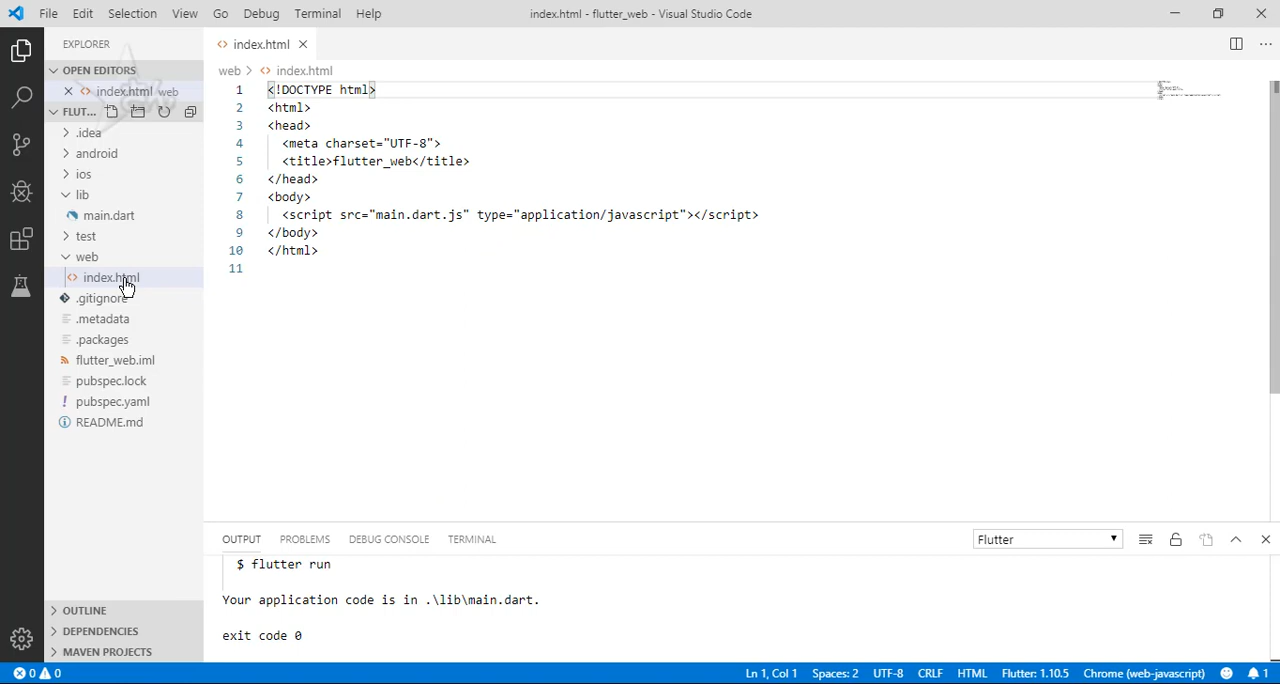 File Edit Selection View Go Debug Terminal Help
index.html - flutter_web - Visual Studio Code
EXPLORER
OPEN EDITORS
index.html web
FLUT...
.idea
android
ios
lib
main.dart
test
web
index.html
.gitignore
.metadata
.packages
flutter_web.iml
pubspec.lock
pubspec.yaml
README.md
OUTLINE
DEPENDENCIES
MAVEN PROJECTS
index.html
web > index.html
1 <!DOCTYPE html>
2 <html>
3 <head>
4 <meta charset="UTF-8">
5 <title>flutter_web</title>
6 </head>
7 <body>
8 <script src="main.dart.js" type="application/javascript"></script>
9 </body>
10 </html>
11
OUTPUT PROBLEMS DEBUG CONSOLE TERMINAL
Flutter
$ flutter run
Your application code is in .\lib\main.dart.
exit code 0
0 0
Ln 1, Col 1 Spaces: 2 UTF-8 CRLF HTML Flutter: 1.10.5 Chrome (web-javascript) 1